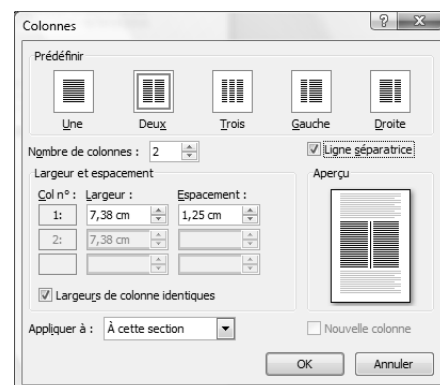 Colonnes
Prédéfinir
Une Deux Trois Gauche Droite
Nombre de colonnes : 2 Ligne séparatrice
Largeur et espacement Aperçu
Col n° : Largeur : Espacement :
1: 7,38 cm 1,25 cm
2: 7,38 cm
Largeurs de colonne identiques
Appliquer à : À cette section Nouvelle colonne
OK Annuler